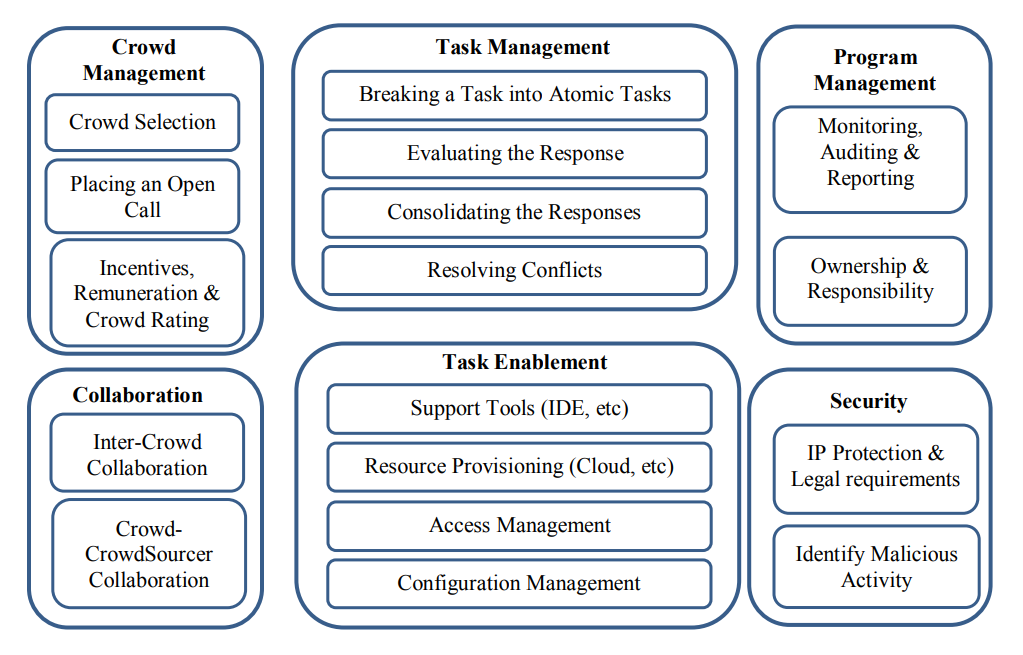 Crowd
Management
Crowd Selection
Placing an Open
Call
Incentives,
Remuneration &
Crowd Rating
Task Management
Breaking a Task into Atomic Tasks
Evaluating the Response
Consolidating the Responses
Resolving Conflicts
Program
Management
Monitoring,
Auditing &
Reporting
Ownership &
Responsibility
Collaboration
Inter-Crowd
Collaboration
Crowd-
CrowdSourcer
Collaboration
Task Enablement
Support Tools (IDE, etc)
Resource Provisioning (Cloud, etc)
Access Management
Configuration Management
Security
IP Protection &
Legal requirements
Identify Malicious
Activity